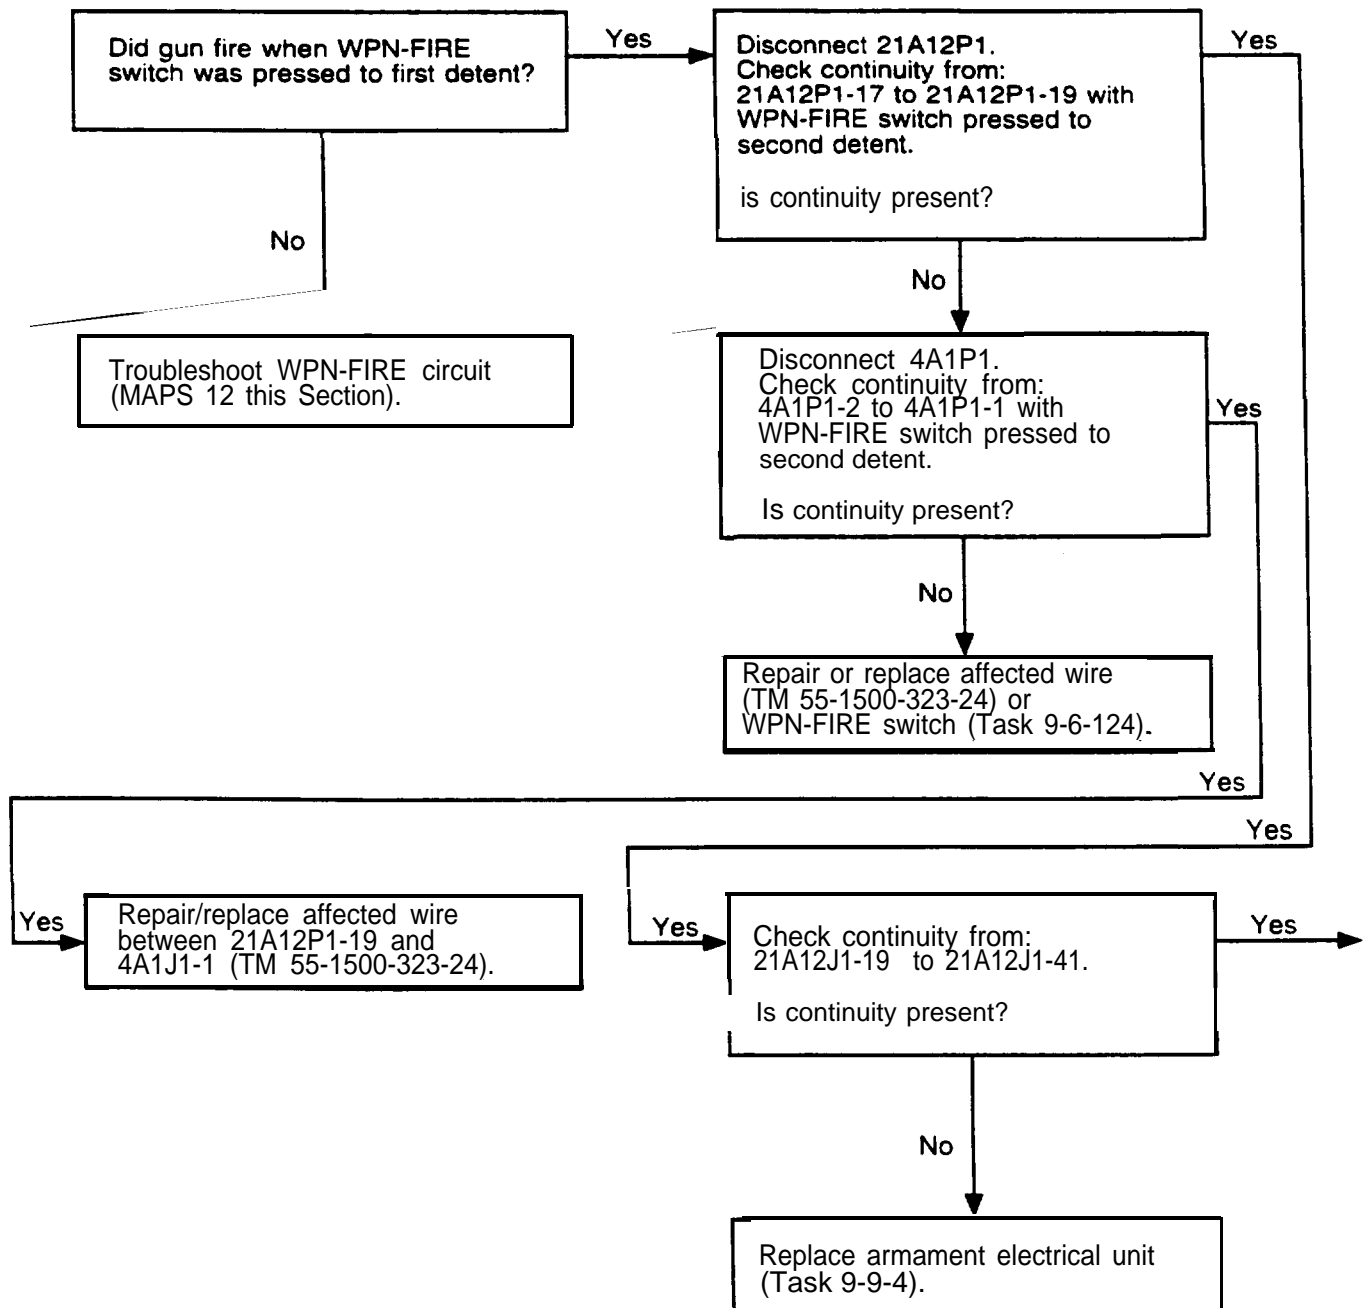 Did gun fire when WPN-FIRE
switch was pressed to first detent?
Yes
Disconnect 21A12P1.
Check continuity from:
21A12P1-17 to 21A12P1-19 with
WPN-FIRE switch pressed to
second detent.
is continuity present?
Yes
No
No
Troubleshoot WPN-FIRE circuit
(MAPS 12 this Section).
Disconnect 4A1P1.
Check continuity from:
4A1P1-2 to 4A1P1-1 with
WPN-FIRE switch pressed to
second detent.
Is continuity present?
Yes
No
Repair or replace affected wire
(TM 55-1500-323-24) or
WPN-FIRE switch (Task 9-6-124).
Yes
Yes
Yes
Repair/replace affected wire
between 21A12P1-19 and
4A1J1-1 (TM 55-1500-323-24).
Yes
Check continuity from:
21A12J1-19 to 21A12J1-41.
Is continuity present?
Yes
No
Replace armament electrical unit
(Task 9-9-4).